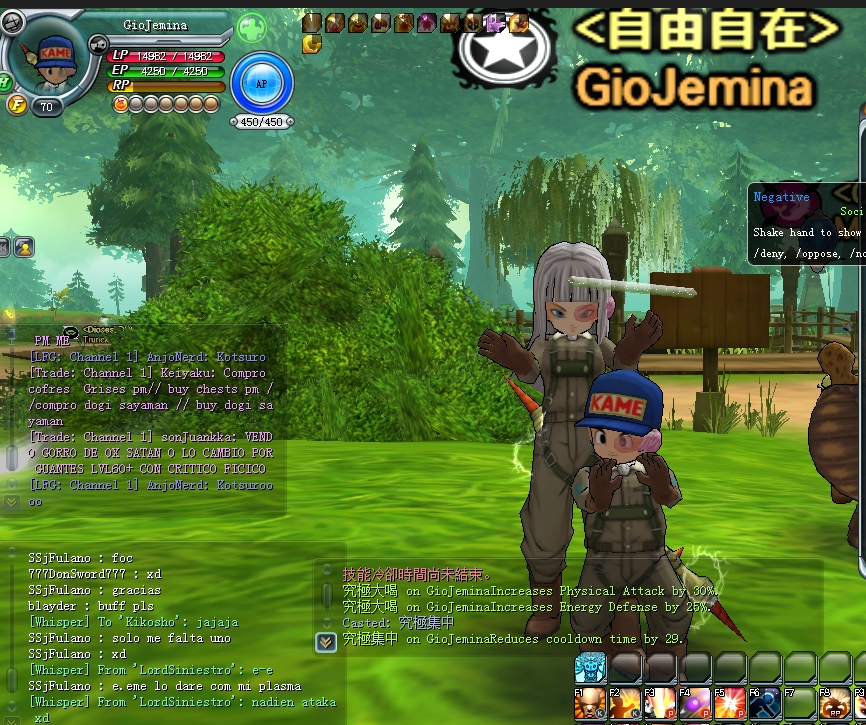 GioJemina
LP 14982 / 14982
EP 4250 / 4250
RP
AP
70
450/450
<自由自在>
GioJemina
Negative
Soci
Shake hand to show
/deny, /oppose, /no
KAME
KAME
KAME
PM ME
[LFG: Channel 1] AnjoNerd: Kotsuro
[Trade: Channel 1] Keiyaku: Compro
cofres Grises pm// buy chests pm /
/compro dogi sayaman // buy dogi sa
yaman
[Trade: Channel 1] sonJuankka: VEND
O GORRO DE OX SATAN O LO CAMBIO POR
GUANTES LVL60+ CON CRITICO FICICO
[LFG: Channel 1] AnjoNerd: Kotsuroo
oo
SSjFulano : foc
777DonSword777 : xd
SSjFulano : gracias
blayder : buff pls
[Whisper] To 'Kikosho': jajaja
SSjFulano : solo me falta uno
SSjFulano : xd
[Whisper] From 'LordSiniestro': e-e
SSjFulano : e.eme lo dare com mi plasma
[Whisper] From 'LordSiniestro': nadien ataka
xd
技能冷卻時間尚未結束。
究極大喝 on GioJeminaIncreases Physical Attack by 30%.
究極大喝 on GioJeminaIncreases Energy Defense by 25%.
Casted: 究極集中
究極集中 on GioJeminaReduces cooldown time by 29.
F1 F2 F3 F4 F5 F6 F7 F8 F9